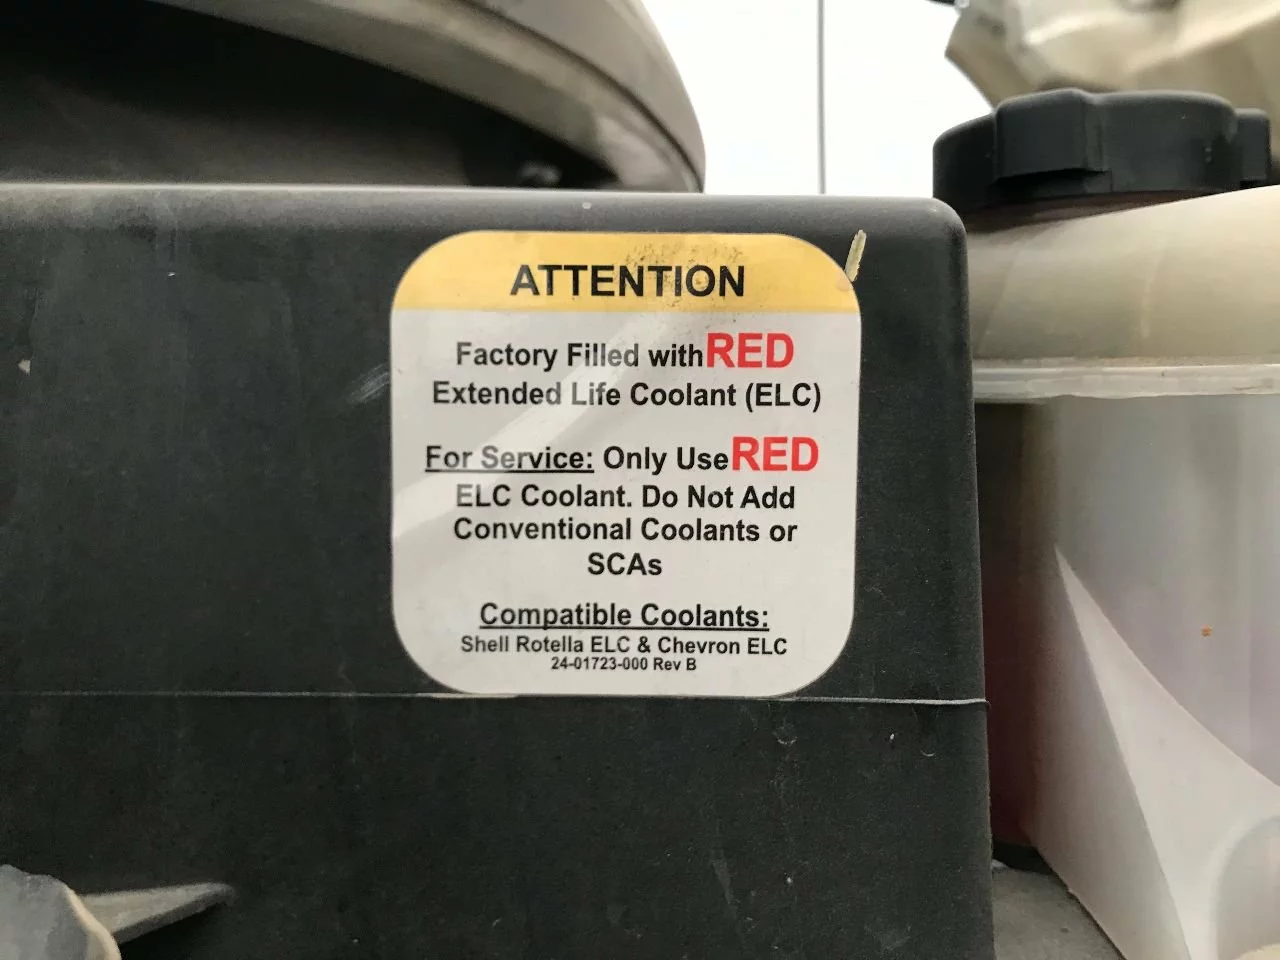 ATTENTION
Factory Filled with RED
Extended Life Coolant (ELC)
For Service: Only Use RED
ELC Coolant. Do Not Add
Conventional Coolants or
SCAs
Compatible Coolants:
Shell Rotella ELC & Chevron ELC
24-01723-000 Rev B